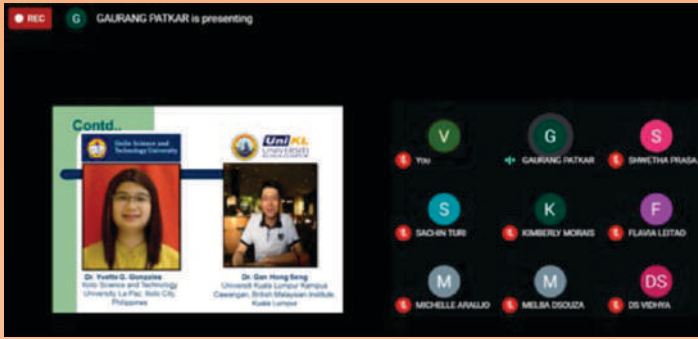 REC
G GAURANG PATKAR is presenting
Contd..
Iloilo Science and
Technology University
UniKL
UNIVERSITI
KUALA LUMPUR
Dr. Yvette G. Gonzales
Iloilo Science and Technology
University, La Paz, Iloilo City,
Philippines
Dr. Gan Hong Seng
Universiti Kuala Lumpur Kampus
Cawangan, British Malaysian Institute
Kuala Lumpur
V
You
G
GAURANG PATKAR
S
SHWETHA PRASA
S
SACHIN TURI
K
KIMBERLY MORAIS
F
FLAVIA LEITAO
M
MICHELLE ARAUJO
M
MELBA DSOUZA
DS
DS VIDHYA